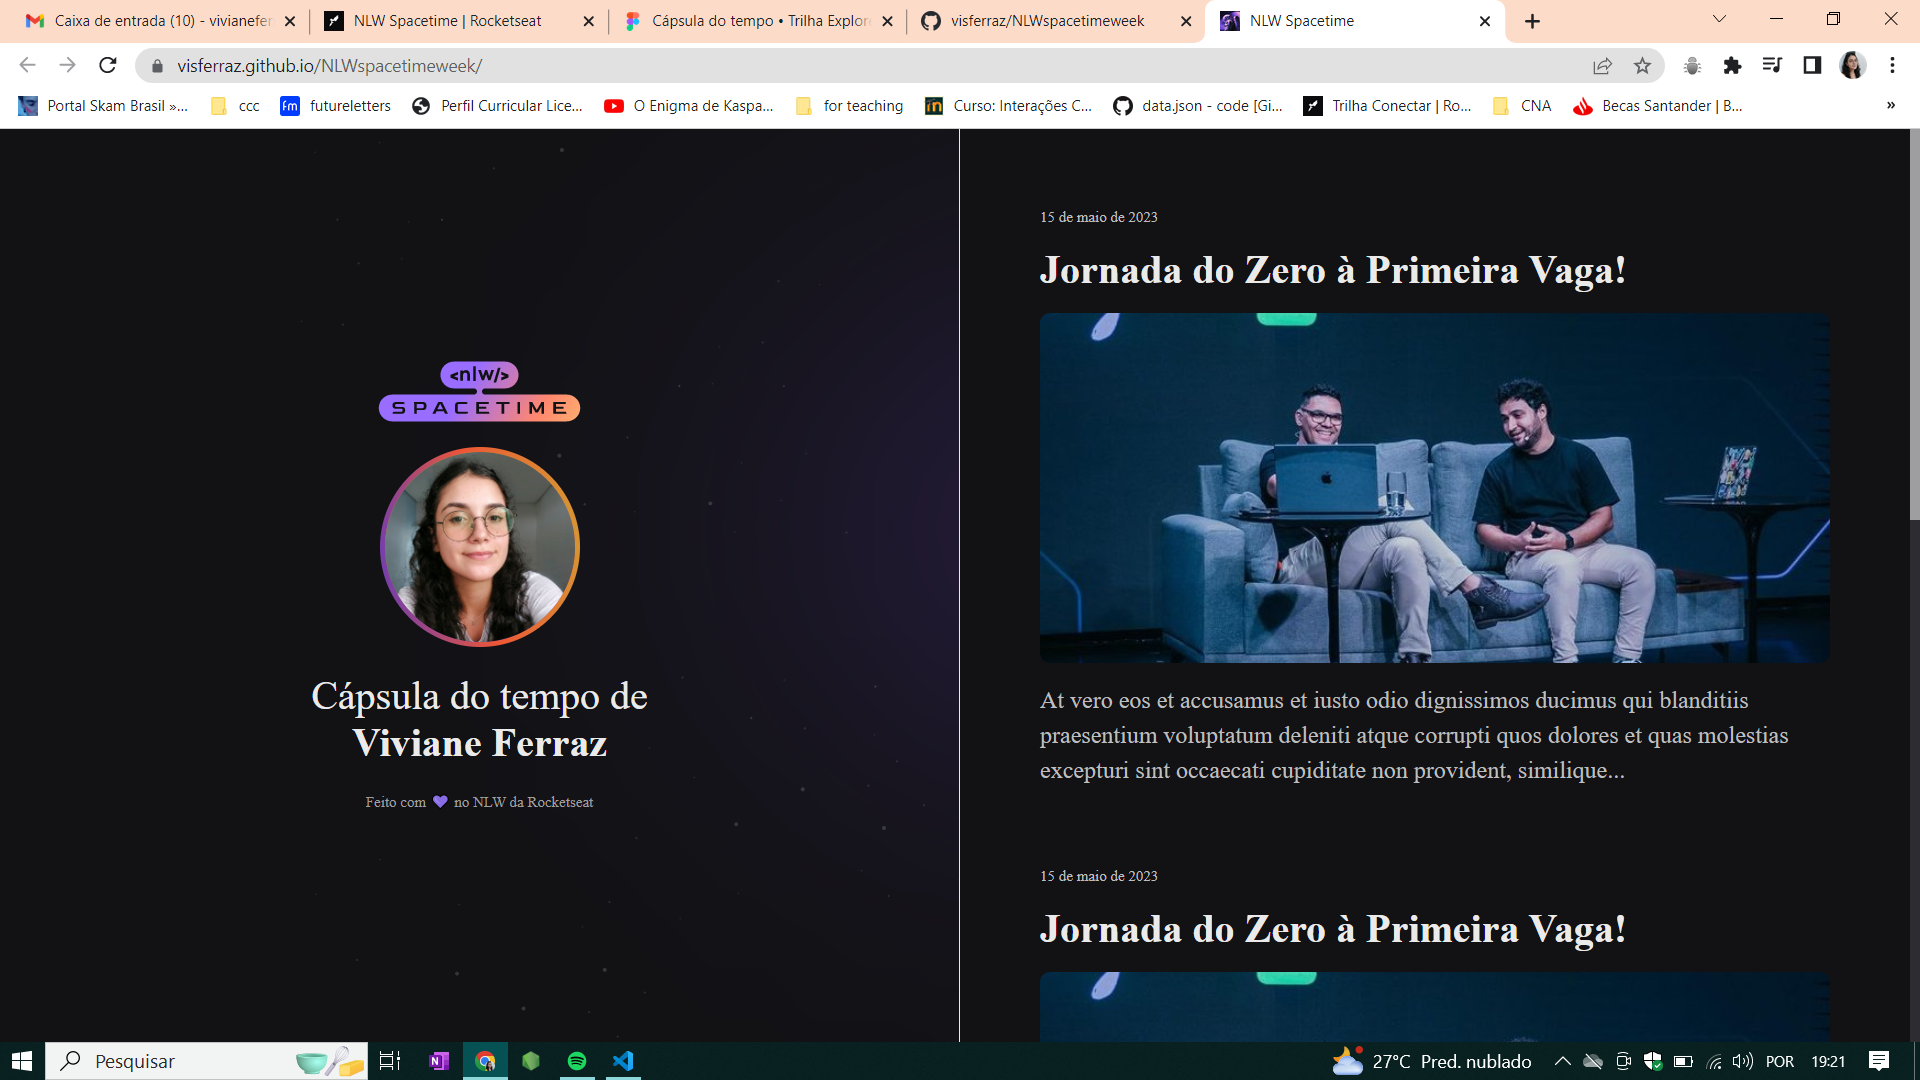 Caixa de entrada (10) - vivianefer
NLW Spacetime | Rocketseat
Cápsula do tempo • Trilha Explor
visferraz/NLWspacetimeweek
NLW Spacetime
visferraz.github.io/NLWspacetimeweek/
Portal Skam Brasil »...
ccc
fm
futureletters
Perfil Curricular Lice...
O Enigma de Kaspa...
for teaching
in
Curso: Interações C...
data.json - code [Gi...
Trilha Conectar | Ro...
CNA
Becas Santander | B...
»
<nlw/>
SPACETIME
Cápsula do tempo de
Viviane Ferraz
Feito com 💜 no NLW da Rocketseat
15 de maio de 2023
Jornada do Zero à Primeira Vaga!
At vero eos et accusamus et iusto odio dignissimos ducimus qui blanditiis
praesentium voluptatum deleniti atque corrupti quos dolores et quas molestias
excepturi sint occaecati cupiditate non provident, similique...
15 de maio de 2023
Jornada do Zero à Primeira Vaga!
Pesquisar
N
27°C Pred. nublado
POR
19:21